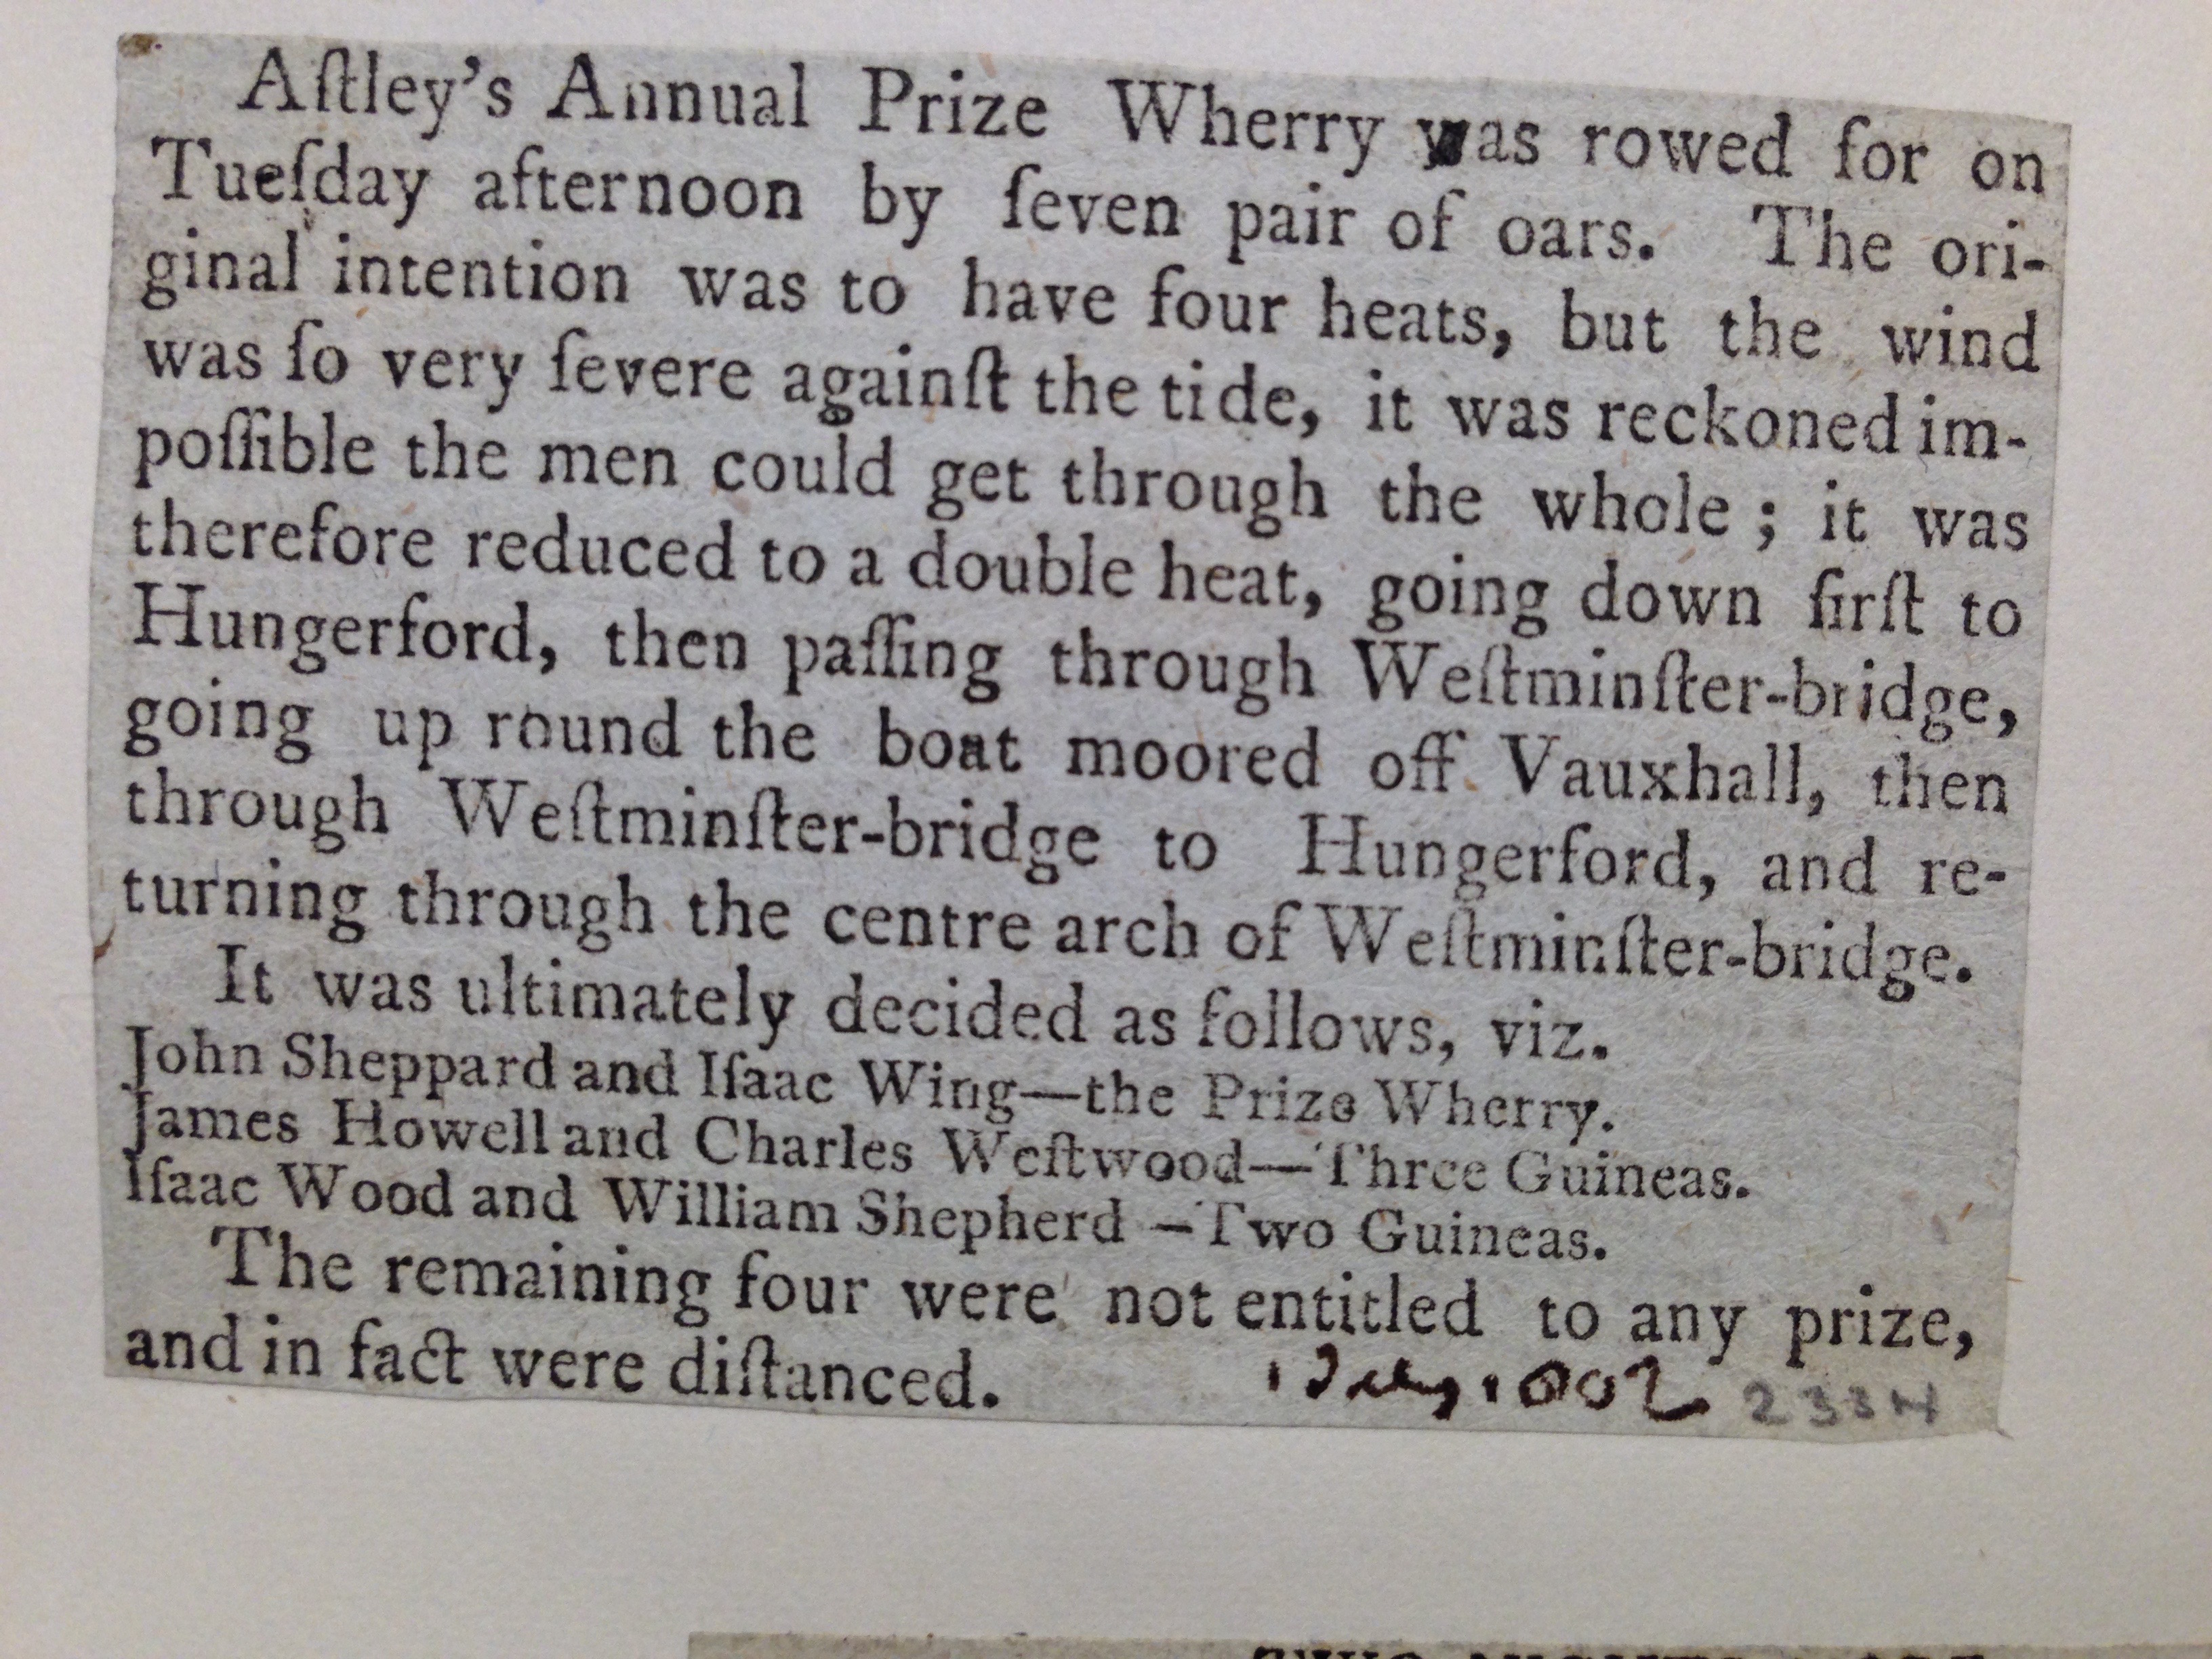 Aſtley's Annual Prize Wherry was rowed for on
Tueſday afternoon by ſeven pair of oars. The ori-
ginal intention was to have four heats, but the wind
was ſo very ſevere againſt the tide, it was reckoned im-
poſſible the men could get through the whole; it was
therefore reduced to a double heat, going down firſt to
Hungerford, then paſſing through Weſtminſter-bridge,
going up round the boat moored off Vauxhall, then
through Weſtminſter-bridge to Hungerford, and re-
turning through the centre arch of Weſtminſter-bridge.
It was ultimately decided as follows, viz.
John Sheppard and Iſaac Wing—the Prize Wherry.
James Howell and Charles Weſtwood—Three Guineas.
Iſaac Wood and William Shepherd—Two Guineas.
The remaining four were not entitled to any prize,
and in fact were diſtanced.
1802